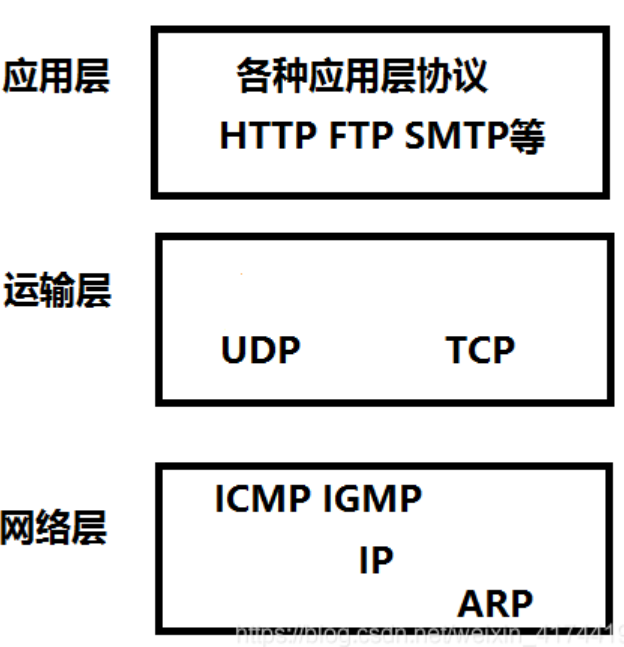 应用层
各种应用层协议
HTTP FTP SMTP等
运输层
UDP TCP
网络层
ICMP IGMP
IP
ARP
https://blog.csdn.net/weixin_4174419